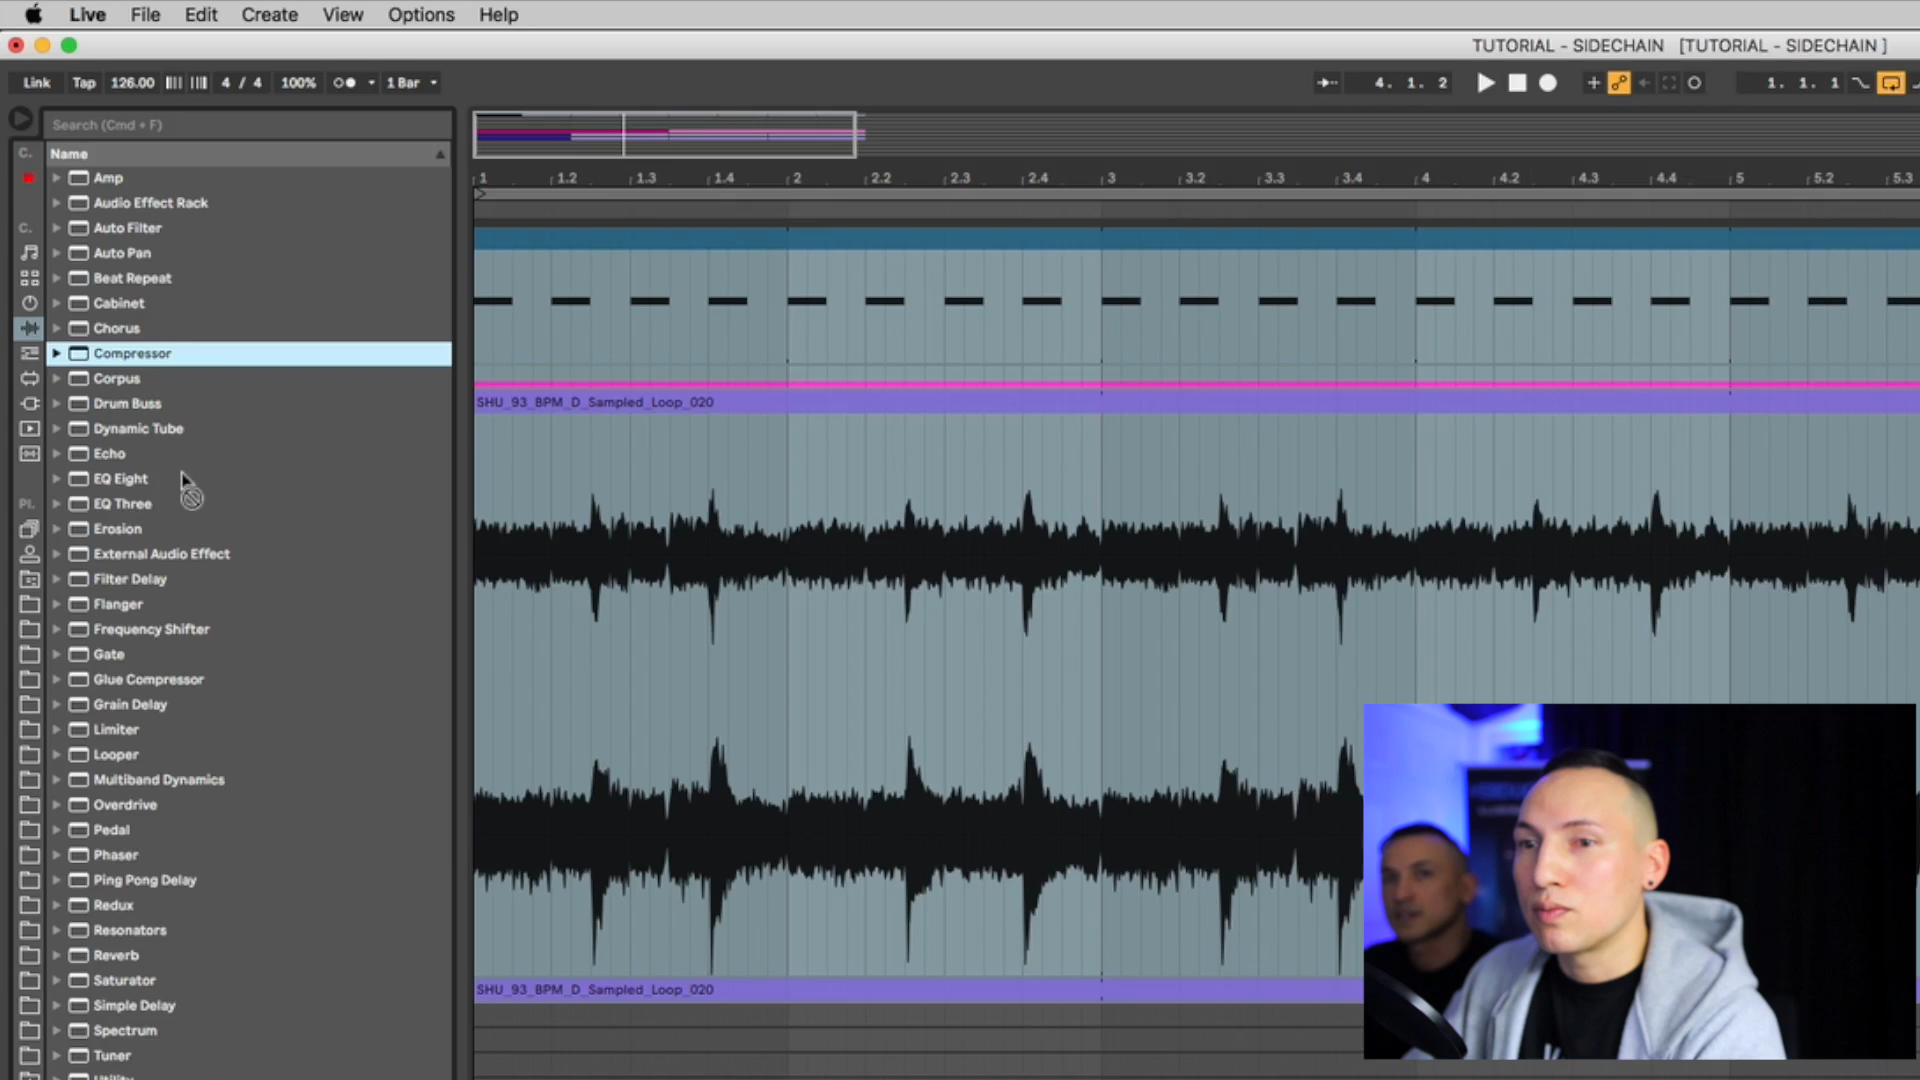 Live File Edit Create View Options Help
TUTORIAL - SIDECHAIN [TUTORIAL - SIDECHAIN ]
Link Tap 126.00 4 / 4 100% 1 Bar 4. 1. 2 1. 1. 1
Search (Cmd + F)
C. Name
Amp
Audio Effect Rack
C. Auto Filter
Auto Pan
Beat Repeat
Cabinet
Chorus
Compressor
Corpus
Drum Buss
Dynamic Tube
Echo
EQ Eight
Pl. EQ Three
Erosion
External Audio Effect
Filter Delay
Flanger
Frequency Shifter
Gate
Glue Compressor
Grain Delay
Limiter
Looper
Multiband Dynamics
Overdrive
Pedal
Phaser
Ping Pong Delay
Redux
Resonators
Reverb
Saturator
Simple Delay
Spectrum
Tuner
Utility
1 1.2 1.3 1.4 2 2.2 2.3 2.4 3 3.2 3.3 3.4 4 4.2 4.3 4.4 5 5.2 5.3
SHU_93_BPM_D_Sampled_Loop_020
SHU_93_BPM_D_Sampled_Loop_020